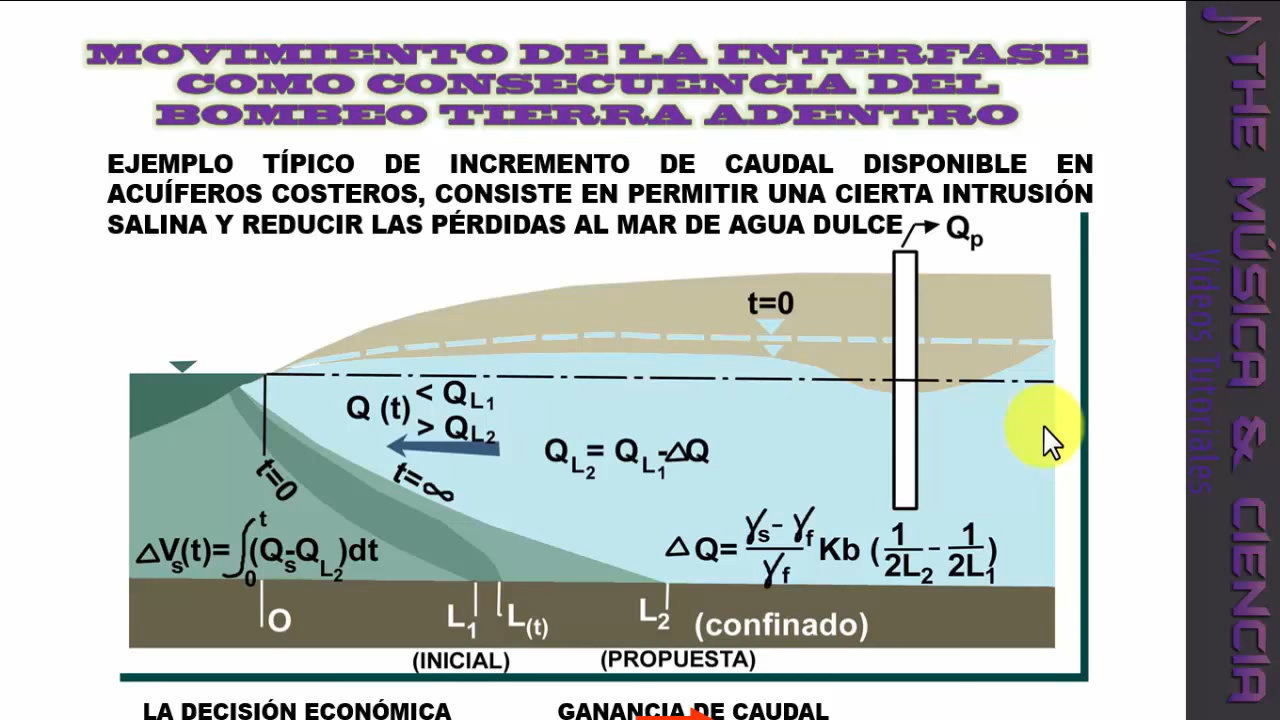 MOVIMIENTO DE LA INTERFASE
COMO CONSECUENCIA DEL
BOMBEO TIERRA ADENTRO
EJEMPLO TÍPICO DE INCREMENTO DE CAUDAL DISPONIBLE EN
ACUÍFEROS COSTEROS, CONSISTE EN PERMITIR UNA CIERTA INTRUSIÓN
SALINA Y REDUCIR LAS PÉRDIDAS AL MAR DE AGUA DULCE
Qp
t=0
Q (t) < QL1
> QL2
QL2= QL1-ΔQ
t=0
t=∞
ΔVs(t)=∫0t(Qs-QL2)dt
ΔQ= γs-γf/γf Kb (1/2L2 - 1/2L1)
O
L1
L(t)
L2
(confinado)
(INICIAL)
(PROPUESTA)
LA DECISIÓN ECONÓMICA
GANANCIA DE CAUDAL
THE MÚSICA & CIENCIA
Videos Tutoriales